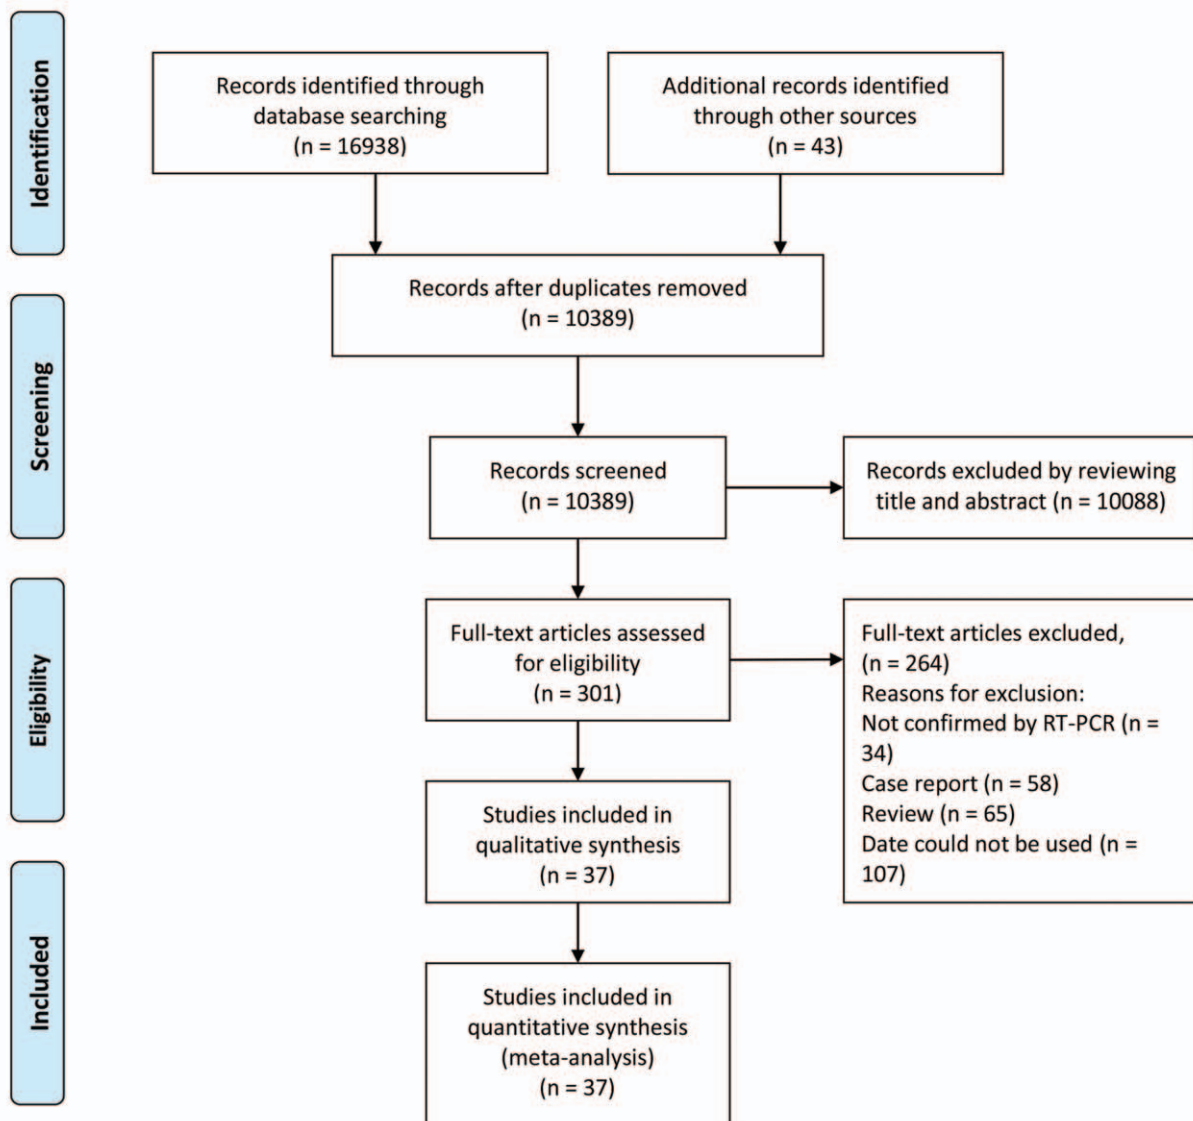 Identification
Records identified through
database searching
(n = 16938)
Additional records identified
through other sources
(n = 43)
Records after duplicates removed
(n = 10389)
Screening
Records screened
(n = 10389)
Records excluded by reviewing
title and abstract (n = 10088)
Eligibility
Full-text articles assessed
for eligibility
(n = 301)
Full-text articles excluded,
(n = 264)
Reasons for exclusion:
Not confirmed by RT-PCR (n =
34)
Case report (n = 58)
Review (n = 65)
Date could not be used (n =
107)
Studies included in
qualitative synthesis
(n = 37)
Included
Studies included in
quantitative synthesis
(meta-analysis)
(n = 37)